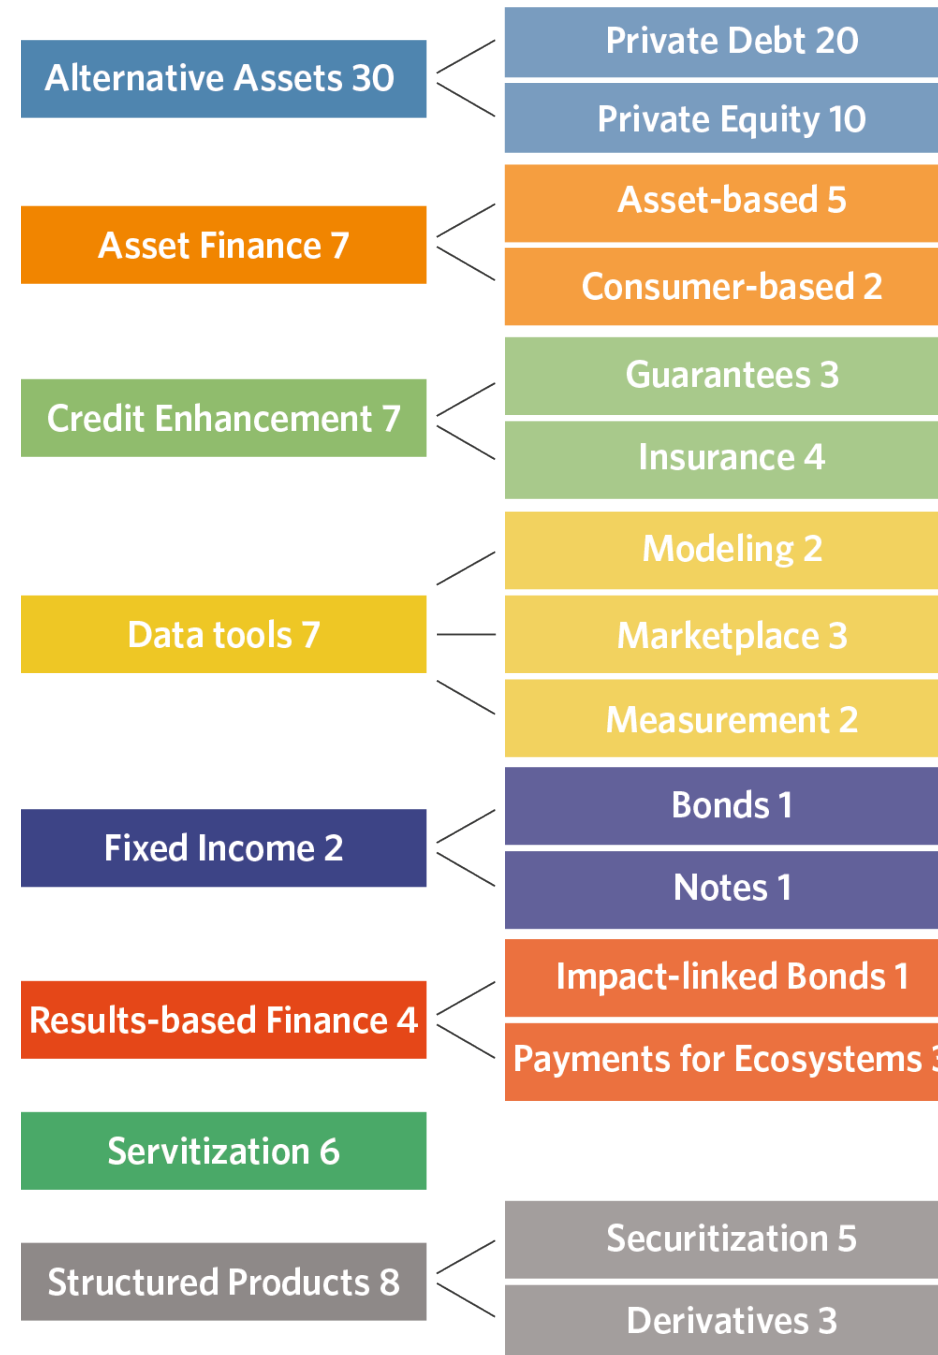 Alternative Assets 30
Private Debt 20
Private Equity 10
Asset Finance 7
Asset-based 5
Consumer-based 2
Credit Enhancement 7
Guarantees 3
Insurance 4
Data tools 7
Modeling 2
Marketplace 3
Measurement 2
Fixed Income 2
Bonds 1
Notes 1
Results-based Finance 4
Impact-linked Bonds 1
Payments for Ecosystems 3
Servitization 6
Structured Products 8
Securitization 5
Derivatives 3